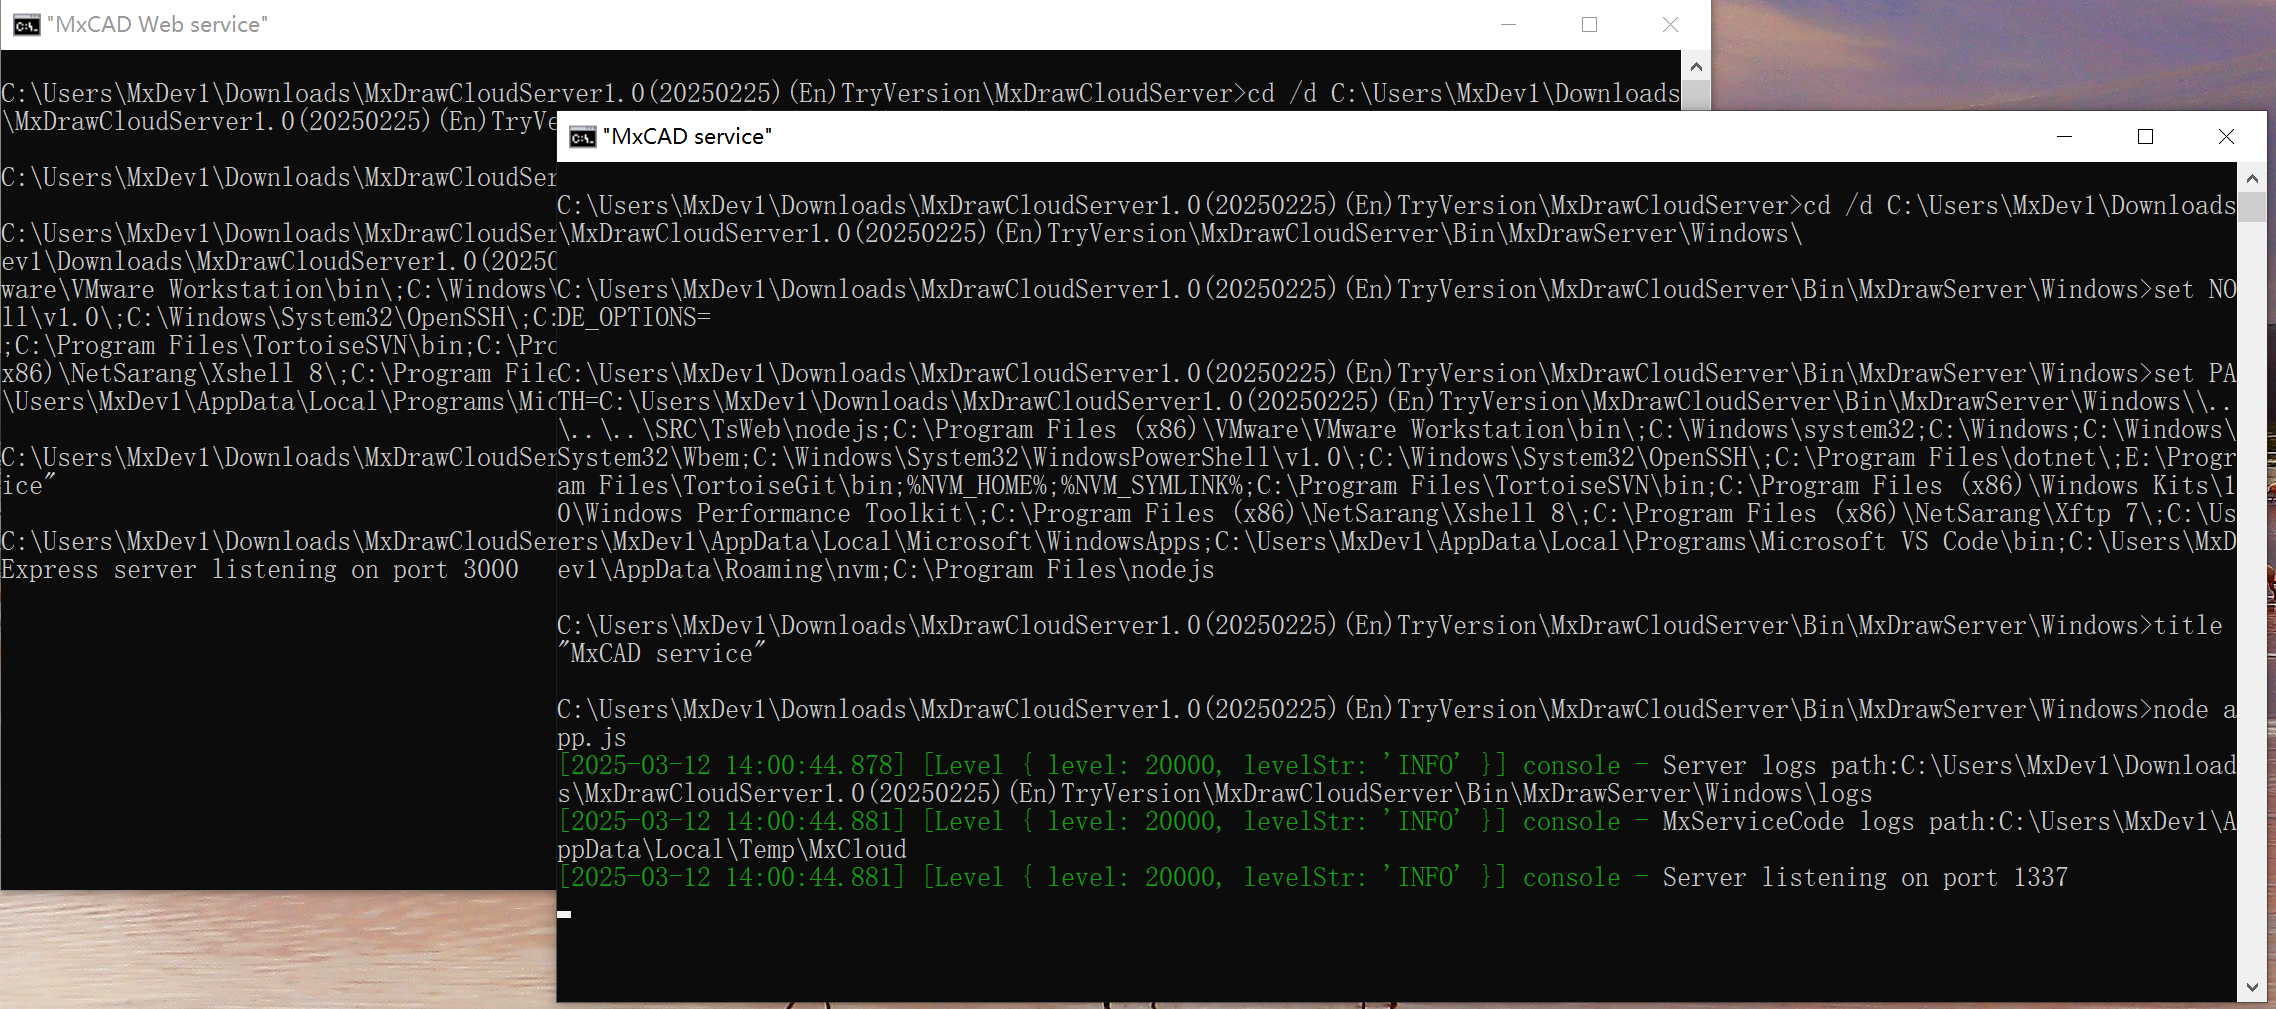 "MxCAD Web service"
C:\Users\MxDev1\Downloads\MxDrawCloudServer1.0(20250225)(En)TryVersion\MxDrawCloudServer>cd /d C:\Users\MxDev1\Downloads
\MxDrawCloudServer1.0(20250225)(En)TryVe
C:\Users\MxDev1\Downloads\MxDrawCloudSer
C:\Users\MxDev1\Downloads\MxDrawCloudSer
ev1\Downloads\MxDrawCloudServer1.0(20250
ware\VMware Workstation\bin\;C:\Windows\
ll\v1.0\;C:\Windows\System32\OpenSSH\;C:
;C:\Program Files\TortoiseSVN\bin;C:\Pro
x86)\NetSarang\Xshell 8\;C:\Program File
\Users\MxDev1\AppData\Local\Programs\Mic
C:\Users\MxDev1\Downloads\MxDrawCloudSer
ice"
C:\Users\MxDev1\Downloads\MxDrawCloudSer
Express server listening on port 3000
"MxCAD service"
C:\Users\MxDev1\Downloads\MxDrawCloudServer1.0(20250225)(En)TryVersion\MxDrawCloudServer>cd /d C:\Users\MxDev1\Downloads
\MxDrawCloudServer1.0(20250225)(En)TryVersion\MxDrawCloudServer\Bin\MxDrawServer\Windows\
C:\Users\MxDev1\Downloads\MxDrawCloudServer1.0(20250225)(En)TryVersion\MxDrawCloudServer\Bin\MxDrawServer\Windows>set NO
DE_OPTIONS=
C:\Users\MxDev1\Downloads\MxDrawCloudServer1.0(20250225)(En)TryVersion\MxDrawCloudServer\Bin\MxDrawServer\Windows>set PA
TH=C:\Users\MxDev1\Downloads\MxDrawCloudServer1.0(20250225)(En)TryVersion\MxDrawCloudServer\Bin\MxDrawServer\Windows\\..
\..\..\SRC\TsWeb\nodejs;C:\Program Files (x86)\VMware\VMware Workstation\bin\;C:\Windows\system32;C:\Windows;C:\Windows\
System32\Wbem;C:\Windows\System32\WindowsPowerShell\v1.0\;C:\Windows\System32\OpenSSH\;C:\Program Files\dotnet\;E:\Progr
am Files\TortoiseGit\bin;%NVM_HOME%;%NVM_SYMLINK%;C:\Program Files\TortoiseSVN\bin;C:\Program Files (x86)\Windows Kits\1
0\Windows Performance Toolkit\;C:\Program Files (x86)\NetSarang\Xshell 8\;C:\Program Files (x86)\NetSarang\Xftp 7\;C:\Us
ers\MxDev1\AppData\Local\Microsoft\WindowsApps;C:\Users\MxDev1\AppData\Local\Programs\Microsoft VS Code\bin;C:\Users\MxD
ev1\AppData\Roaming\nvm;C:\Program Files\nodejs
C:\Users\MxDev1\Downloads\MxDrawCloudServer1.0(20250225)(En)TryVersion\MxDrawCloudServer\Bin\MxDrawServer\Windows>title
"MxCAD service"
C:\Users\MxDev1\Downloads\MxDrawCloudServer1.0(20250225)(En)TryVersion\MxDrawCloudServer\Bin\MxDrawServer\Windows>node a
pp.js
[2025-03-12 14:00:44.878] [Level { level: 20000, levelStr: 'INFO' }] console - Server logs path:C:\Users\MxDev1\Download
s\MxDrawCloudServer1.0(20250225)(En)TryVersion\MxDrawCloudServer\Bin\MxDrawServer\Windows\logs
[2025-03-12 14:00:44.881] [Level { level: 20000, levelStr: 'INFO' }] console - MxServiceCode logs path:C:\Users\MxDev1\A
ppData\Local\Temp\MxCloud
[2025-03-12 14:00:44.881] [Level { level: 20000, levelStr: 'INFO' }] console - Server listening on port 1337